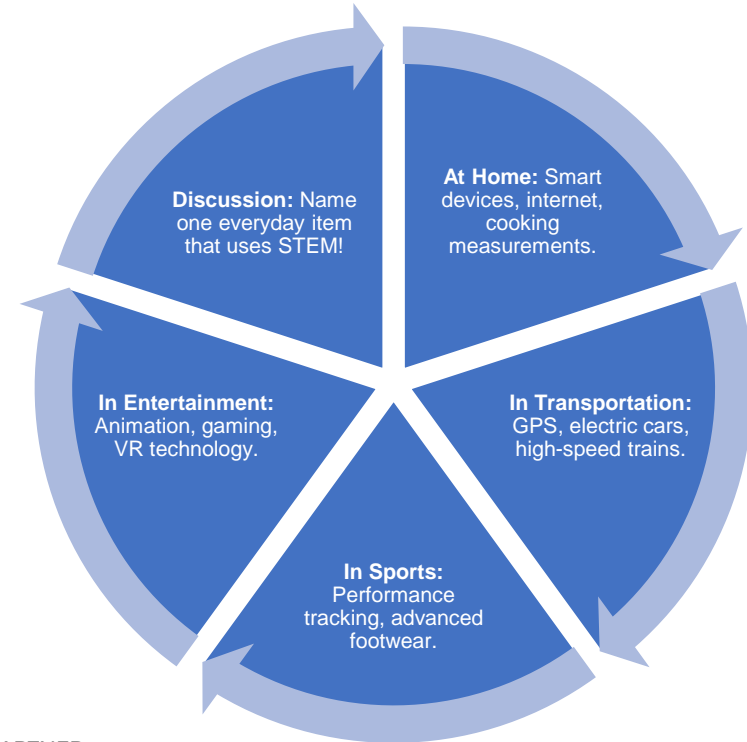 Discussion: Name
one everyday item
that uses STEM!
At Home: Smart
devices, internet,
cooking
measurements.
In Transportation:
GPS, electric cars,
high-speed trains.
In Sports:
Performance
tracking, advanced
footwear.
In Entertainment:
Animation, gaming,
VR technology.